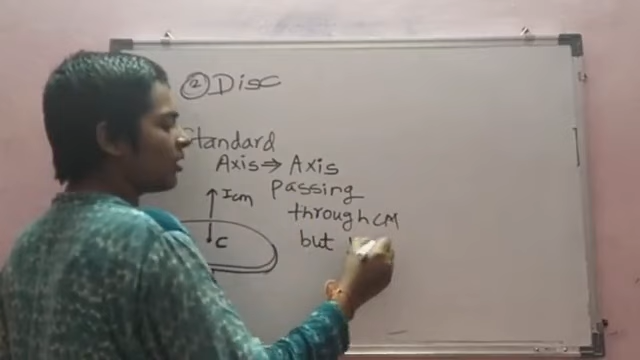 ② Disc
Standard
Axis ⇒ Axis
passing
through CM
but
Icm
C